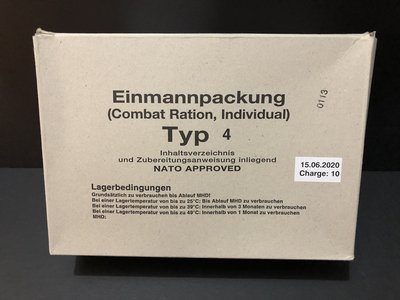 Einmannpackung
(Combat Ration, Individual)
Typ 4
Inhaltsverzeichnis
und Zubereitungsanweisung inliegend
NATO APPROVED
0113
15.06.2020
Charge: 10
Lagerbedingungen
Grundsätzlich zu verbrauchen bis Ablauf MHD!
Bei einer Lagertemperatur von bis zu 25°C: Bis Ablauf MHD zu verbrauchen
Bei einer Lagertemperatur von bis zu 39°C: Innerhalb von 3 Monaten zu verbrauchen
Bei einer Lagertemperatur von bis zu 49°C: Innerhalb von 1 Monat zu verbrauchen
MHD: